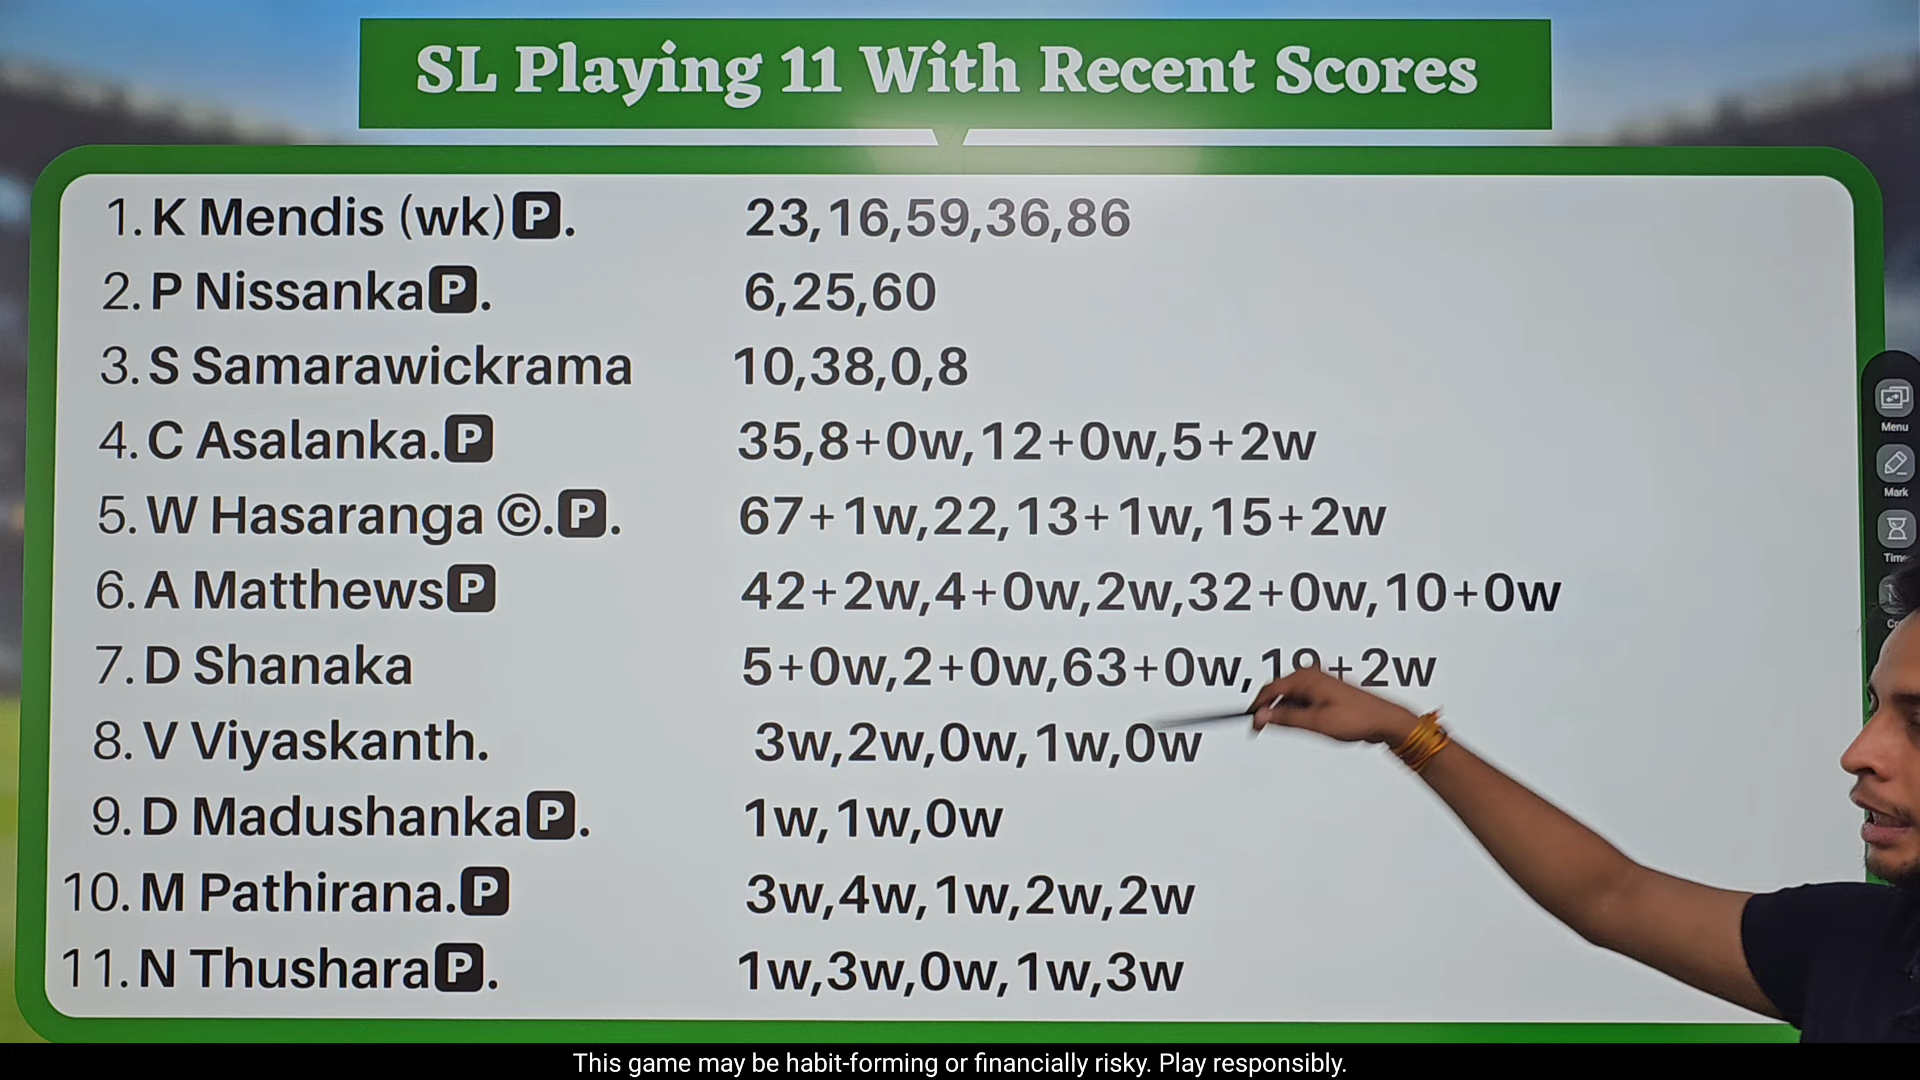 SL Playing 11 With Recent Scores
1. K Mendis (wk) P. 23,16,59,36,86
2. P Nissanka P. 6,25,60
3. S Samarawickrama 10,38,0,8
4. C Asalanka. P 35,8+0w,12+0w,5+2w
5. W Hasaranga ©. P. 67+1w,22,13+1w,15+2w
6. A Matthews P 42+2w,4+0w,2w,32+0w,10+0w
7. D Shanaka 5+0w,2+0w,63+0w,19+2w
8. V Viyaskanth. 3w,2w,0w,1w,0w
9. D Madushanka P. 1w,1w,0w
10. M Pathirana. P 3w,4w,1w,2w,2w
11. N Thushara P. 1w,3w,0w,1w,3w
Menu
Mark
Time
This game may be habit-forming or financially risky. Play responsibly.